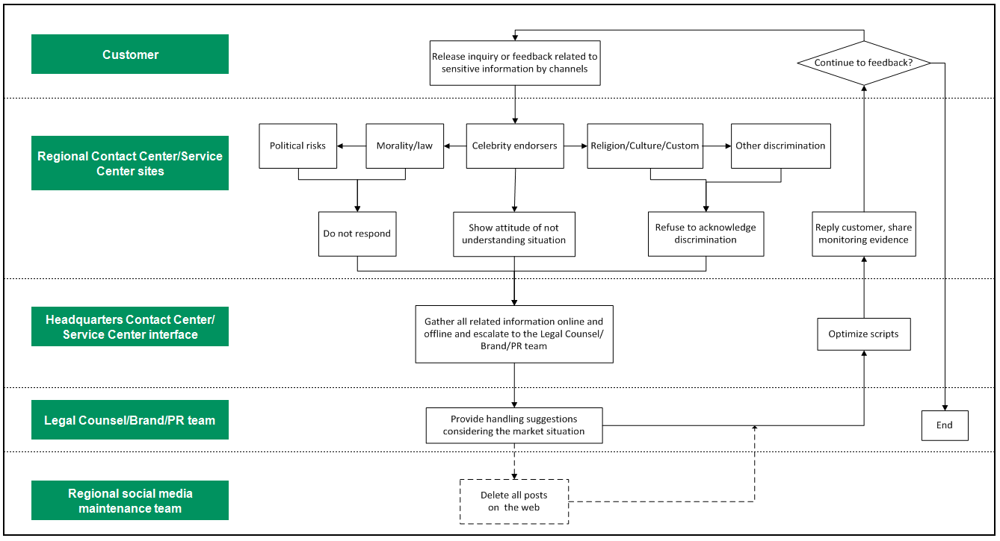 Customer
Release inquiry or feedback related to
sensitive information by channels
Continue to feedback?
Regional Contact Center/Service
Center sites
Political risks
Morality/law
Celebrity endorsers
Religion/Culture/Custom
Other discrimination
Do not respond
Show attitude of not
understanding situation
Refuse to acknowledge
discrimination
Reply customer, share
monitoring evidence
Headquarters Contact Center/
Service Center interface
Gather all related information online and
offline and escalate to the Legal Counsel/
Brand/PR team
Optimize scripts
Legal Counsel/Brand/PR team
Provide handling suggestions
considering the market situation
End
Regional social media
maintenance team
Delete all posts
on the web